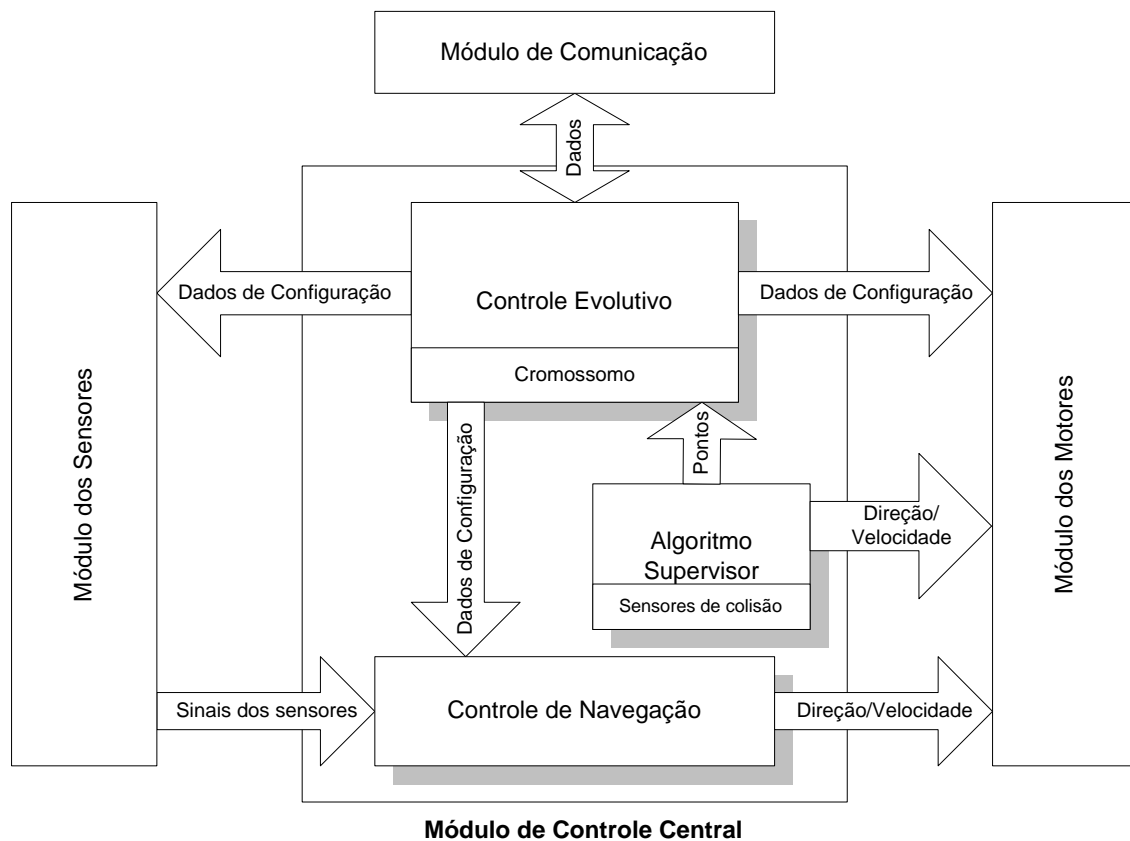 Módulo de Comunicação
Dados
Módulo dos Sensores
Dados de Configuração
Controle Evolutivo
Cromossomo
Dados de Configuração
Módulo dos Motores
Dados de Configuração
Pontos
Algoritmo
Supervisor
Sensores de colisão
Direção/
Velocidade
Sinais dos sensores
Controle de Navegação
Direção/Velocidade
Módulo de Controle Central